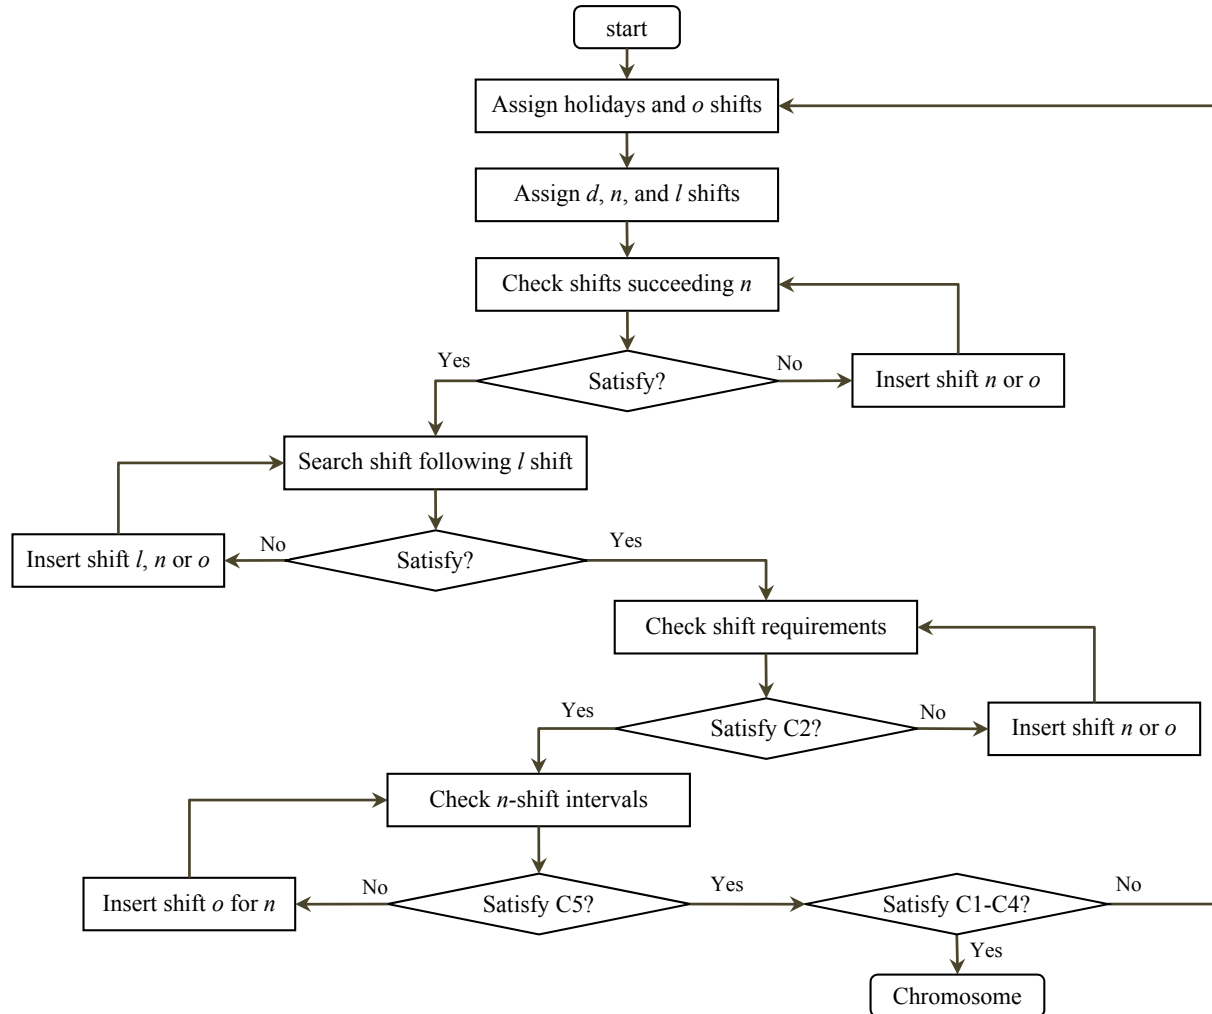 start
Assign holidays and o shifts
Assign d, n, and l shifts
Check shifts succeeding n
Yes
Satisfy?
No
Insert shift n or o
Search shift following l shift
Insert shift l, n or o
No
Satisfy?
Yes
Check shift requirements
Yes
Satisfy C2?
No
Insert shift n or o
Check n-shift intervals
Insert shift o for n
No
Satisfy C5?
Yes
Satisfy C1-C4?
No
Yes
Chromosome